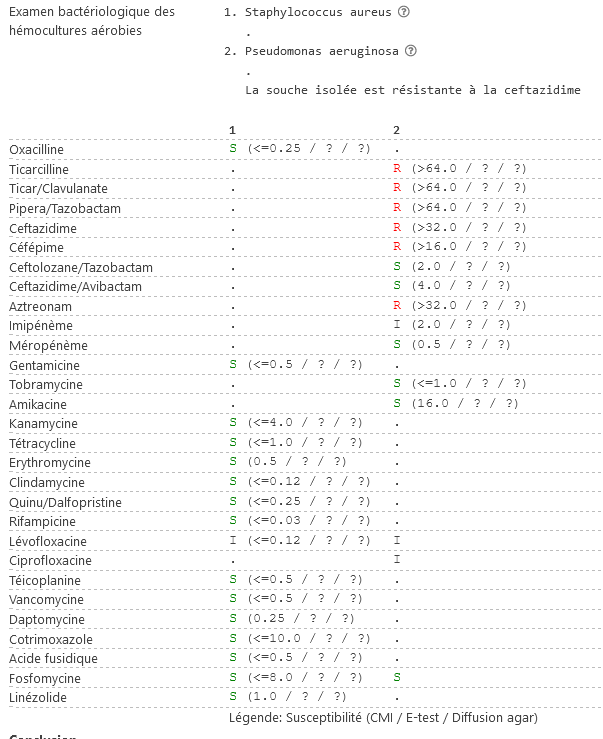 Examen bactériologique des
hémocultures aérobies
1. Staphylococcus aureus ?
.
2. Pseudomonas aeruginosa ?
.
La souche isolée est résistante à la ceftazidime
1 2
Oxacilline S (<=0.25 / ? / ?) .
Ticarcilline . R (>64.0 / ? / ?)
Ticar/Clavulanate . R (>64.0 / ? / ?)
Pipera/Tazobactam . R (>64.0 / ? / ?)
Ceftazidime . R (>32.0 / ? / ?)
Céfépime . R (>16.0 / ? / ?)
Ceftolozane/Tazobactam . S (2.0 / ? / ?)
Ceftazidime/Avibactam . S (4.0 / ? / ?)
Aztreonam . R (>32.0 / ? / ?)
Imipénème . I (2.0 / ? / ?)
Méropénème . S (0.5 / ? / ?)
Gentamicine S (<=0.5 / ? / ?) .
Tobramycine . S (<=1.0 / ? / ?)
Amikacine . S (16.0 / ? / ?)
Kanamycine S (<=4.0 / ? / ?) .
Tétracycline S (<=1.0 / ? / ?) .
Erythromycine S (0.5 / ? / ?) .
Clindamycine S (<=0.12 / ? / ?) .
Quinu/Dalfopristine S (<=0.25 / ? / ?) .
Rifampicine S (<=0.03 / ? / ?) .
Lévofloxacine I (<=0.12 / ? / ?) I
Ciprofloxacine . I
Téicoplanine S (<=0.5 / ? / ?) .
Vancomycine S (<=0.5 / ? / ?) .
Daptomycine S (0.25 / ? / ?) .
Cotrimoxazole S (<=10.0 / ? / ?) .
Acide fusidique S (<=0.5 / ? / ?) .
Fosfomycine S (<=8.0 / ? / ?) S
Linézolide S (1.0 / ? / ?) .
Légende: Susceptibilité (CMI / E-test / Diffusion agar)